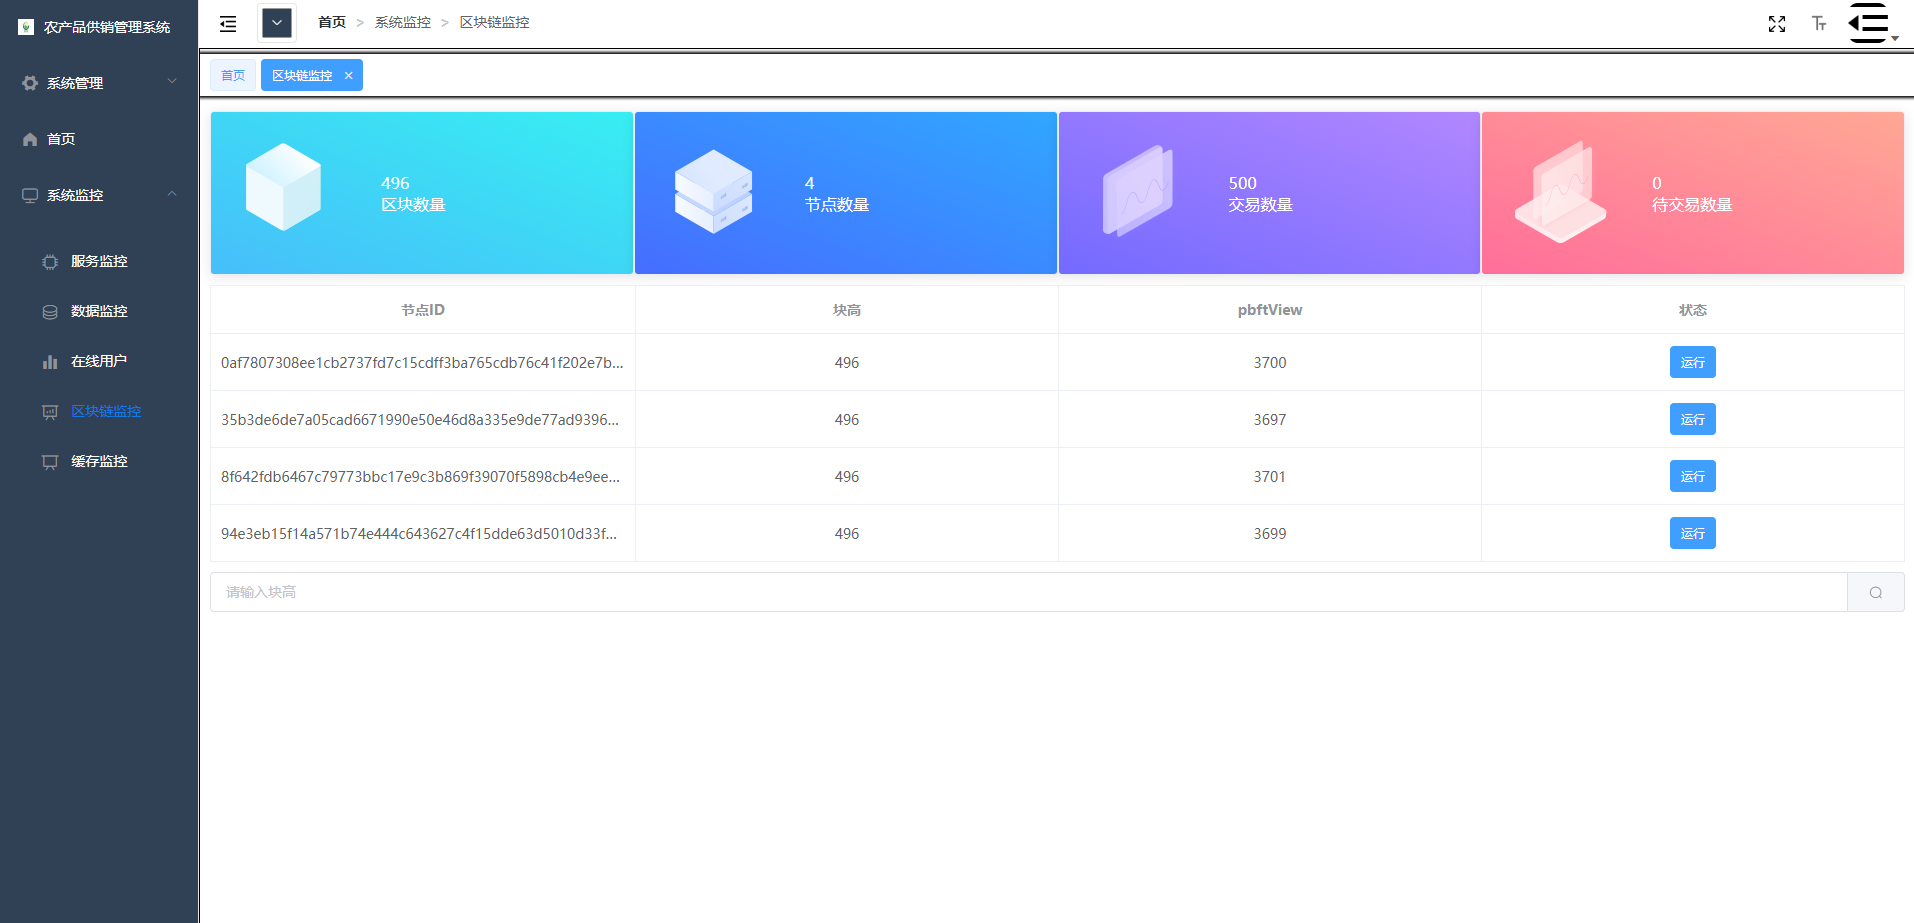 农产品供销管理系统
系统管理
首页
系统监控
服务监控
数据监控
在线用户
区块链监控
缓存监控
首页 > 系统监控 > 区块链监控
首页
区块链监控 ×
496
区块数量
4
节点数量
500
交易数量
0
待交易数量
节点ID 块高 pbftView 状态
0af7807308ee1cb2737fd7c15cdff3ba765cdb76c41f202e7b... 496 3700 运行
35b3de6de7a05cad6671990e50e46d8a335e9de77ad9396... 496 3697 运行
8f642fdb6467c79773bbc17e9c3b869f39070f5898cb4e9ee... 496 3701 运行
94e3eb15f14a571b74e444c643627c4f15dde63d5010d33f... 496 3699 运行
请输入块高